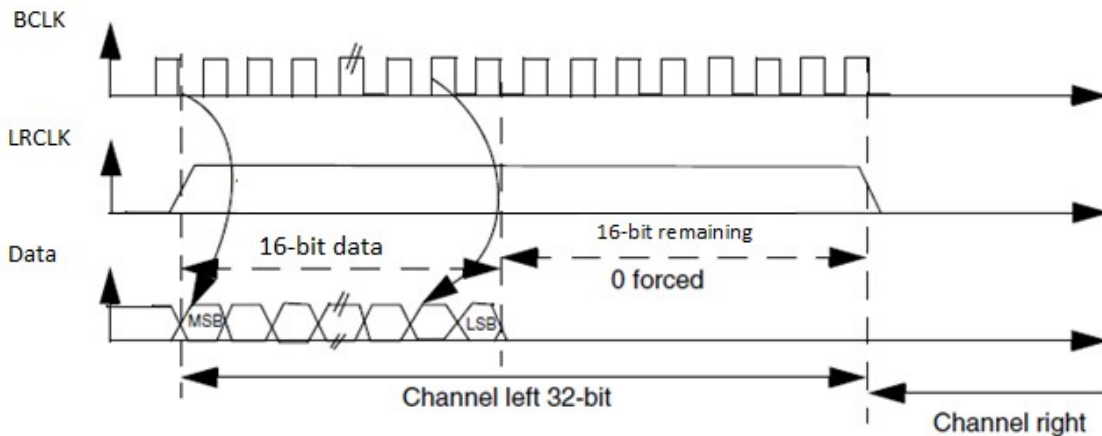 BCLK
LRCLK
Data
16-bit data
16-bit remaining
0 forced
MSB
LSB
Channel left 32-bit
Channel right